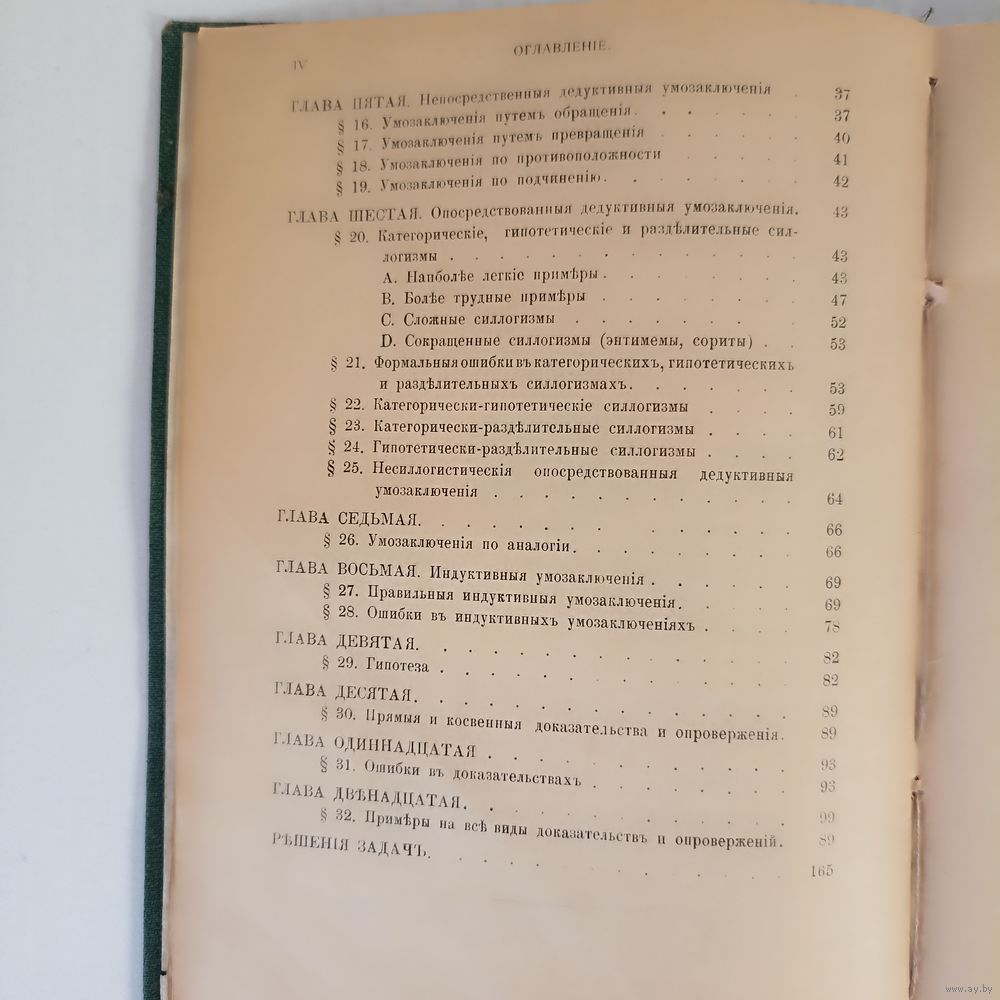 IV
ОГЛАВЛЕНІЕ.
ГЛАВА ПЯТАЯ. Непосредственныя дедуктивныя умозаключенія . 37
§ 16. Умозаключенія путемъ обращенія. . . . . . 37
§ 17. Умозаключенія путемъ превращенія . . . . . . 40
§ 18. Умозаключенія по противоположности . . . . . 41
§ 19. Умозаключенія по подчиненію. . . . . . . . 42
ГЛАВА ШЕСТАЯ. Опосредствованныя дедуктивныя умозаключенія. 43
§ 20. Категорическіе, гипотетическіе и раздѣлительные сил-
логизмы . . . . . . . . . . . . . 43
A. Наиболѣе легкіе примѣры . . . . . . . . 43
B. Болѣе трудные примѣры . . . . . . . . 47
C. Сложные силлогизмы . . . . . . . . 52
D. Сокращенные силлогизмы (энтимемы, сориты) . . 53
§ 21. Формальныя ошибки въ категорическихъ, гипотетическихъ
и раздѣлительныхъ силлогизмахъ. . . . . . . 53
§ 22. Категорически-гипотетическіе силлогизмы . . . . 59
§ 23. Категорически-раздѣлительные силлогизмы . . . . 61
§ 24. Гипотетически-раздѣлительные силлогизмы . . . . 62
§ 25. Несиллогистическія опосредствованныя дедуктивныя
умозаключенія . . . . . . . . . . . . 64
ГЛАВА СЕДЬМАЯ. . . . . . . . . . . . 66
§ 26. Умозаключенія по аналогіи. . . . . . . . . 66
ГЛАВА ВОСЬМАЯ. Индуктивныя умозаключенія . . . . . . 69
§ 27. Правильныя индуктивныя умозаключенія. . . . . 69
§ 28. Ошибки въ индуктивныхъ умозаключеніяхъ . . . . 78
ГЛАВА ДЕВЯТАЯ. . . . . . . . . . . . . 82
§ 29. Гипотеза . . . . . . . . . . . . . 82
ГЛАВА ДЕСЯТАЯ. . . . . . . . . . . . . 89
§ 30. Прямыя и косвенныя доказательства и опроверженія. 89
ГЛАВА ОДИННАДЦАТАЯ . . . . . . . . . . . 93
§ 31. Ошибки въ доказательствахъ . . . . . . . . 93
ГЛАВА ДВѢНАДЦАТАЯ. . . . . . . . . . . 99
§ 32. Примѣры на всѣ виды доказательствъ и опроверженій. 89
РѢШЕНІЯ ЗАДАЧЪ. . . . . . . . . . . 165
www.ay.by